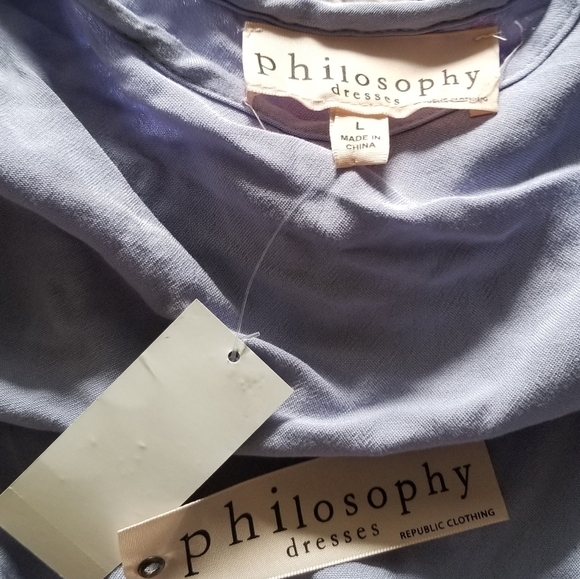 philosophy
dresses
L
MADE IN
CHINA
philosophy
dresses REPUBLIC CLOTHING